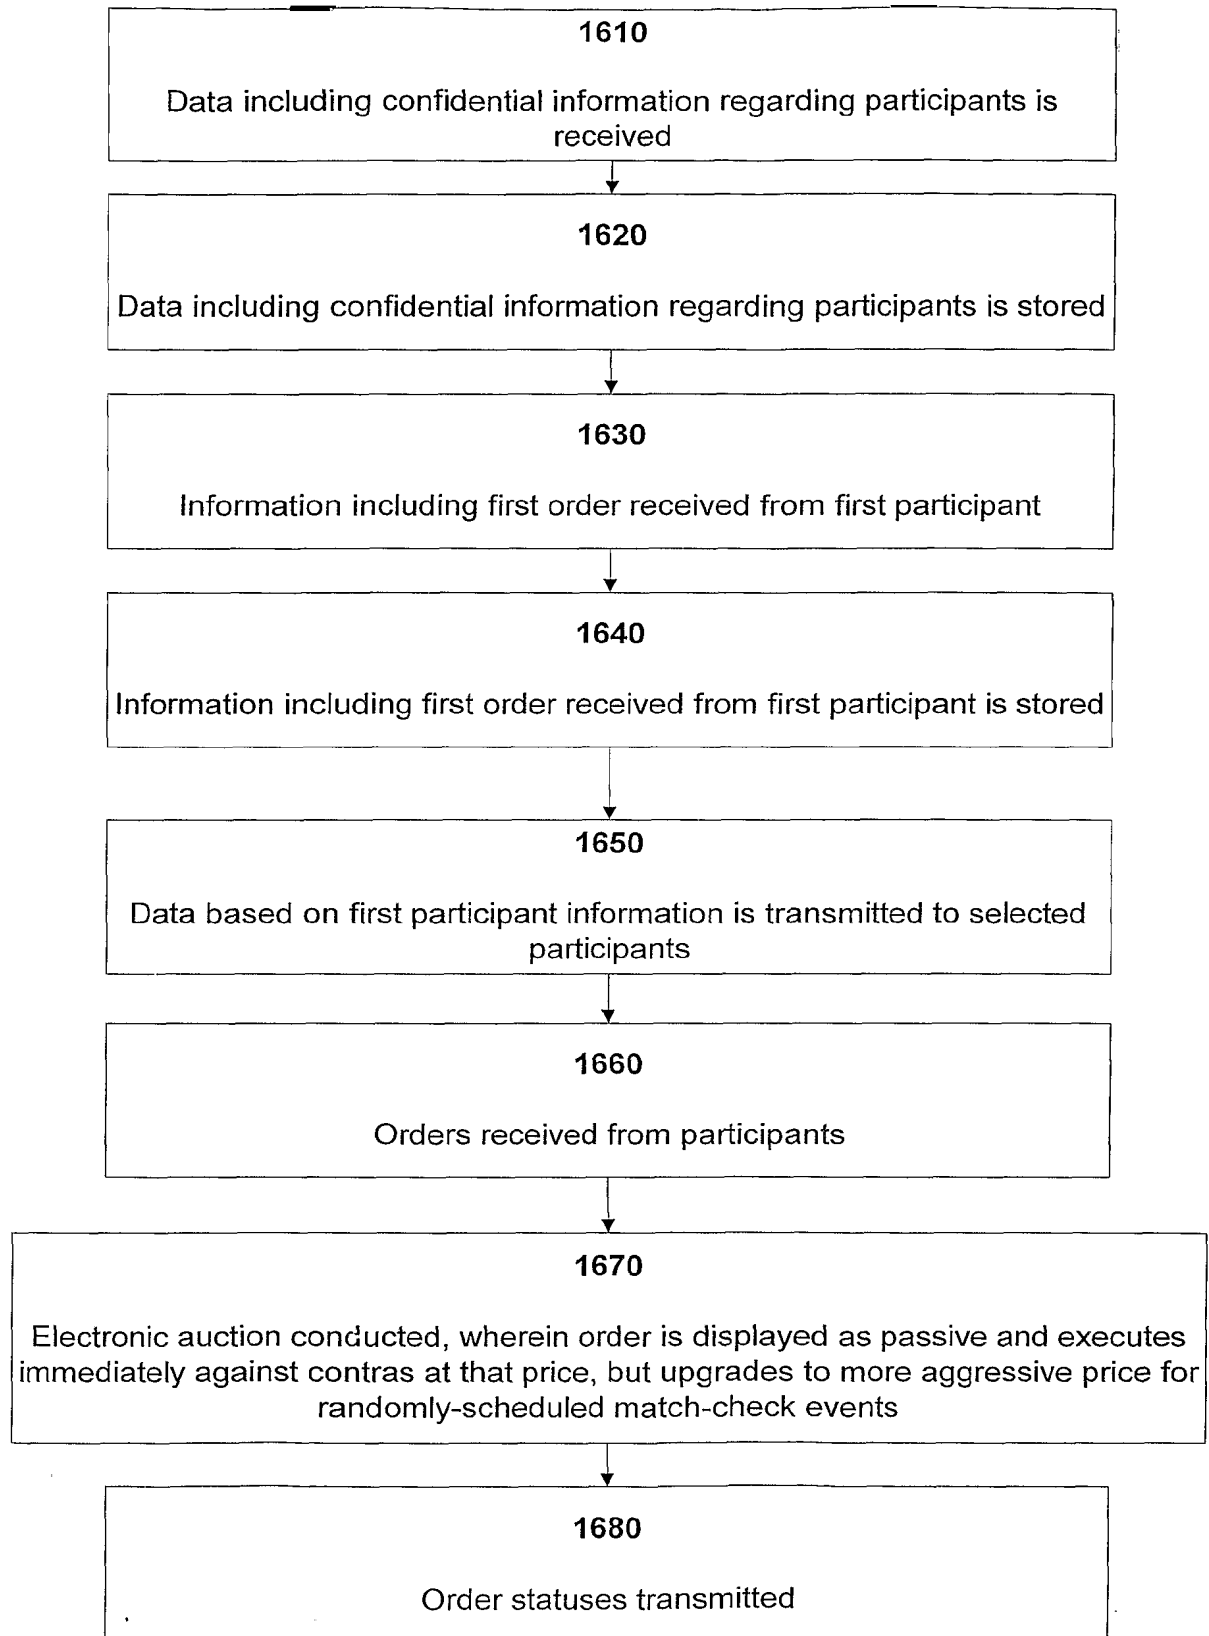 1610
Data including confidential information regarding participants is
received
1620
Data including confidential information regarding participants is stored
1630
Information including first order received from first participant
1640
Information including first order received from first participant is stored
1650
Data based on first participant information is transmitted to selected
participants
1660
Orders received from participants
1670
Electronic auction conducted, wherein order is displayed as passive and executes
immediately against contras at that price, but upgrades to more aggressive price for
randomly-scheduled match-check events
1680
Order statuses transmitted